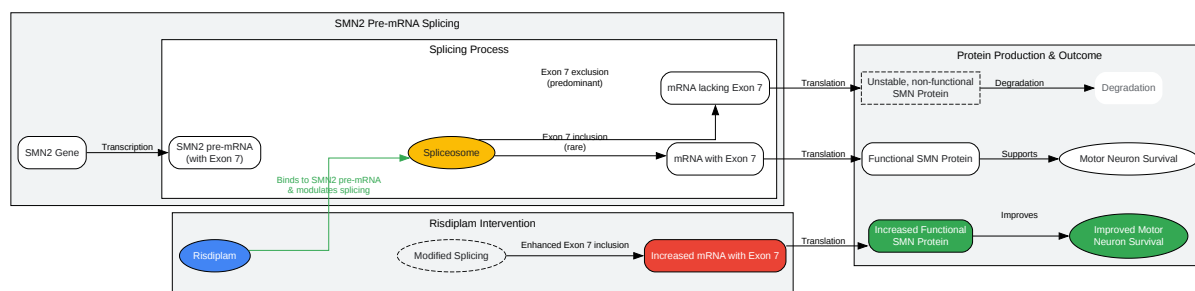 SMN2 Pre-mRNA Splicing
Splicing Process
Exon 7 exclusion
(predominant)
mRNA lacking Exon 7
SMN2 Gene
Transcription
SMN2 pre-mRNA
(with Exon 7)
Spliceosome
Exon 7 inclusion
(rare)
mRNA with Exon 7
Binds to SMN2 pre-mRNA
& modulates splicing
Translation
Translation
Protein Production & Outcome
Unstable, non-functional
SMN Protein
Degradation
Degradation
Functional SMN Protein
Supports
Motor Neuron Survival
Risdiplam Intervention
Risdiplam
Modified Splicing
Enhanced Exon 7 inclusion
Increased mRNA with Exon 7
Translation
Increased Functional
SMN Protein
Improves
Improved Motor
Neuron Survival